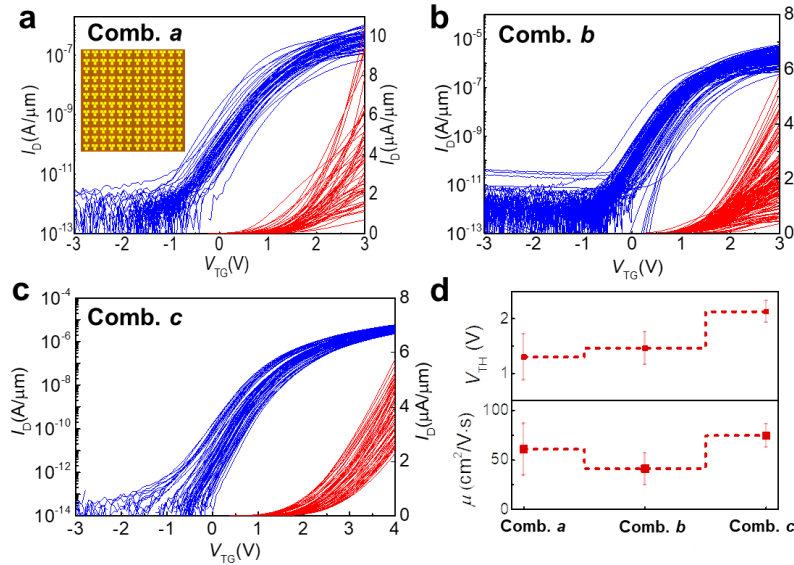 a
Comb. a
I_D(A/μm)
10^-7
10^-9
10^-11
10^-13
10
8
6
4
2
0
I_D(μA/μm)
-3 -2 -1 0 1 2 3
V_TG(V)
b
Comb. b
I_D(A/μm)
10^-5
10^-7
10^-9
10^-11
10^-13
8
6
4
2
0
-3 -2 -1 0 1 2 3
V_TG(V)
c
Comb. c
I_D(A/μm)
10^-4
10^-6
10^-8
10^-10
10^-12
10^-14
8
6
4
2
0
I_D(μA/μm)
-3 -2 -1 0 1 2 3 4
V_TG(V)
d
V_TH (V)
2
1
μ (cm²/V·s)
100
75
50
25
0
Comb. a Comb. b Comb. c